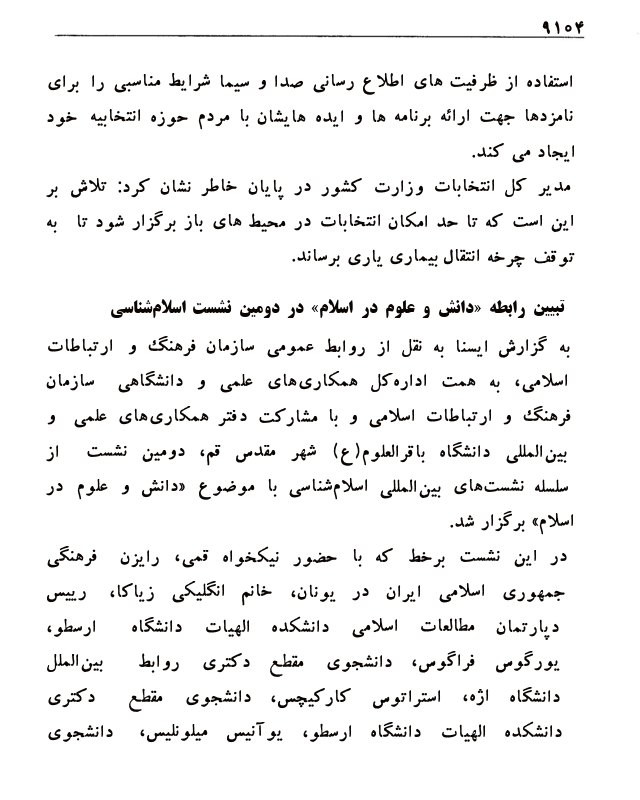 ۹۱۰۴
استفاده از ظرفیت های اطلاع رسانی صدا و سیما شرایط مناسبی را برای
نامزدها جهت ارائه برنامه ها و ایده هایشان با مردم حوزه انتخابیه خود
ایجاد می کند.
مدیر کل انتخابات وزارت کشور در پایان خاطر نشان کرد: تلاش بر
این است که تا حد امکان انتخابات در محیط های باز برگزار شود تا به
توقف چرخه انتقال بیماری یاری برساند.
تبیین رابطه «دانش و علوم در اسلام» در دومین نشست اسلام‌شناسی
به گزارش ایسنا به نقل از روابط عمومی سازمان فرهنگ و ارتباطات
اسلامی، به همت اداره‌کل همکاری‌های علمی و دانشگاهی سازمان
فرهنگ و ارتباطات اسلامی و با مشارکت دفتر همکاری‌های علمی و
بین‌المللی دانشگاه باقرالعلوم(ع) شهر مقدس قم، دومین نشست از
سلسله نشست‌های بین‌المللی اسلام‌شناسی با موضوع «دانش و علوم در
اسلام» برگزار شد.
در این نشست برخط که با حضور نیکخواه قمی، رایزن فرهنگی
جمهوری اسلامی ایران در یونان، خانم انگلیکی زیاکا، رییس
دپارتمان مطالعات اسلامی دانشکده الهیات دانشگاه ارسطو،
یورگوس فراگوس، دانشجوی مقطع دکتری روابط بین‌الملل
دانشگاه اژه، استراتوس کارکیچس، دانشجوی مقطع دکتری
دانشکده الهیات دانشگاه ارسطو، یوآنیس میلونلیس، دانشجوی